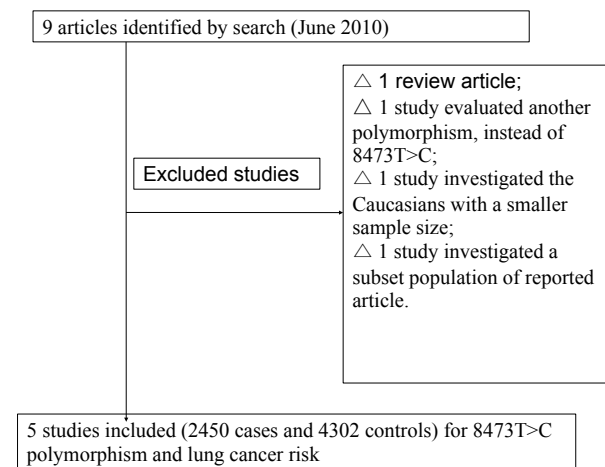 9 articles identified by search (June 2010)
△ 1 review article;
△ 1 study evaluated another
polymorphism, instead of
8473T>C;
△ 1 study investigated the
Caucasians with a smaller
sample size;
△ 1 study investigated a
subset population of reported
article.
Excluded studies
5 studies included (2450 cases and 4302 controls) for 8473T>C
polymorphism and lung cancer risk